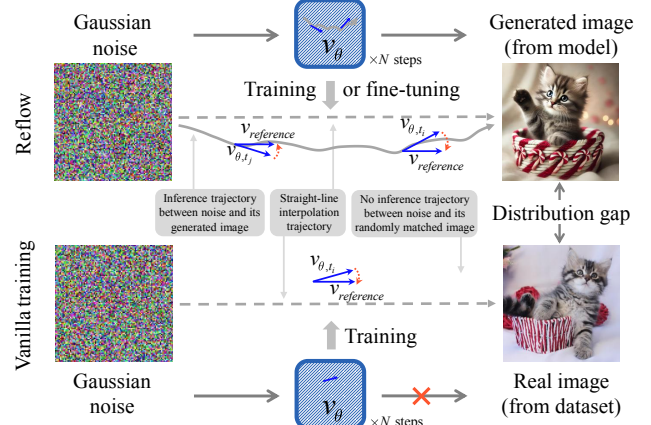 Gaussian
noise
v_θ
×N steps
Generated image
(from model)
Training or fine-tuning
Reflow
v_reference
v_θ,t_j
v_θ,t_i
v_reference
Inference trajectory
between noise and its
generated image
Straight-line
interpolation
trajectory
No inference trajectory
between noise and its
randomly matched image
Distribution gap
Vanilla training
v_θ,t_i
v_reference
Training
Gaussian
noise
v_θ
×N steps
Real image
(from dataset)